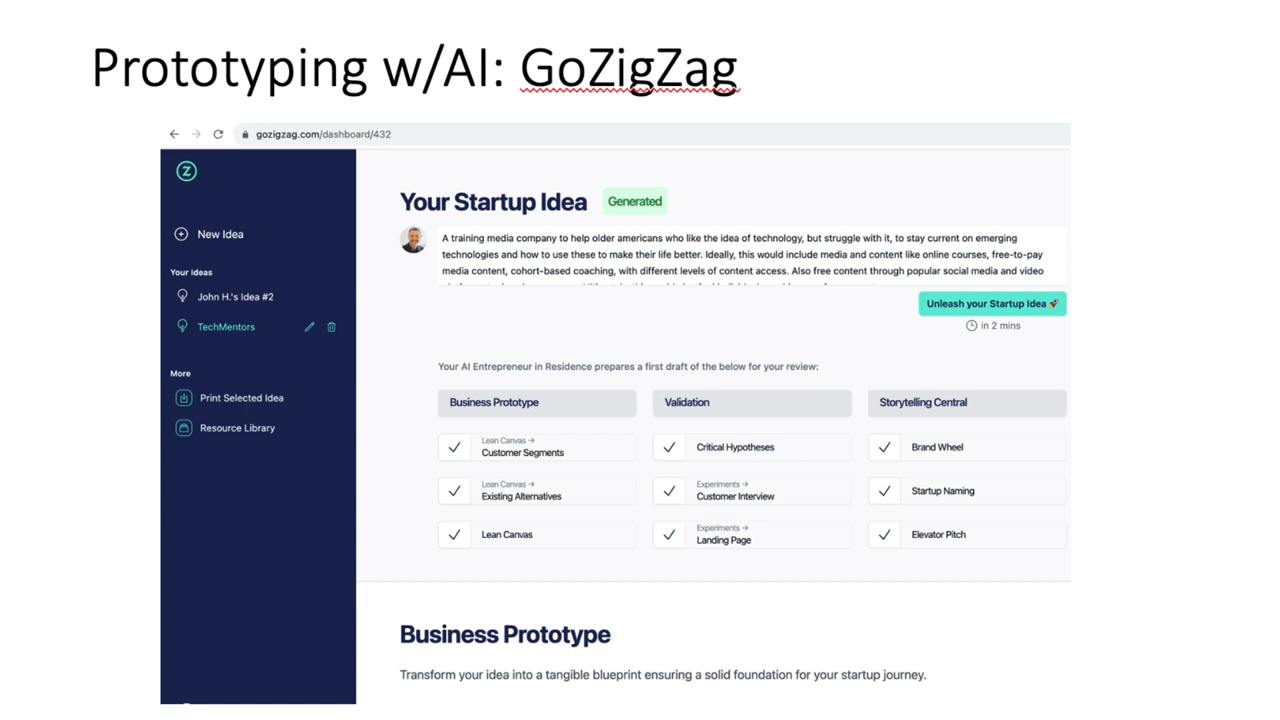 Prototyping w/AI: GoZigZag
gozigzag.com/dashboard/432
Z
New Idea
Your Ideas
John H.'s Idea #2
TechMentors
More
Print Selected Idea
Resource Library
Your Startup Idea
Generated
A training media company to help older americans who like the idea of technology, but struggle with it, to stay current on emerging
technologies and how to use these to make their life better. Ideally, this would include media and content like online courses, free-to-pay
media content, cohort-based coaching, with different levels of content access. Also free content through popular social media and video
Unleash your Startup Idea 🚀
in 2 mins
Your AI Entrepreneur in Residence prepares a first draft of the below for your review:
Business Prototype
Lean Canvas →
Customer Segments
Lean Canvas →
Existing Alternatives
Lean Canvas
Validation
Critical Hypotheses
Experiments →
Customer Interview
Experiments →
Landing Page
Storytelling Central
Brand Wheel
Startup Naming
Elevator Pitch
Business Prototype
Transform your idea into a tangible blueprint ensuring a solid foundation for your startup journey.